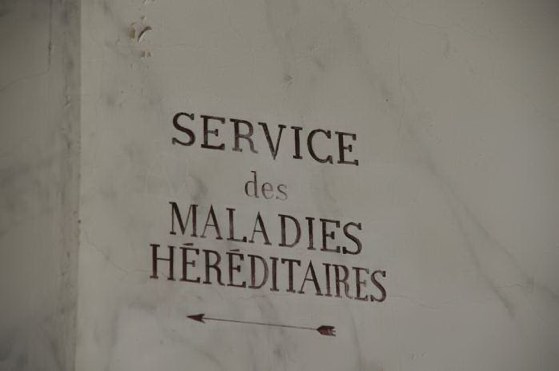 SERVICE
des
MALADIES
HÉRÉDITAIRES